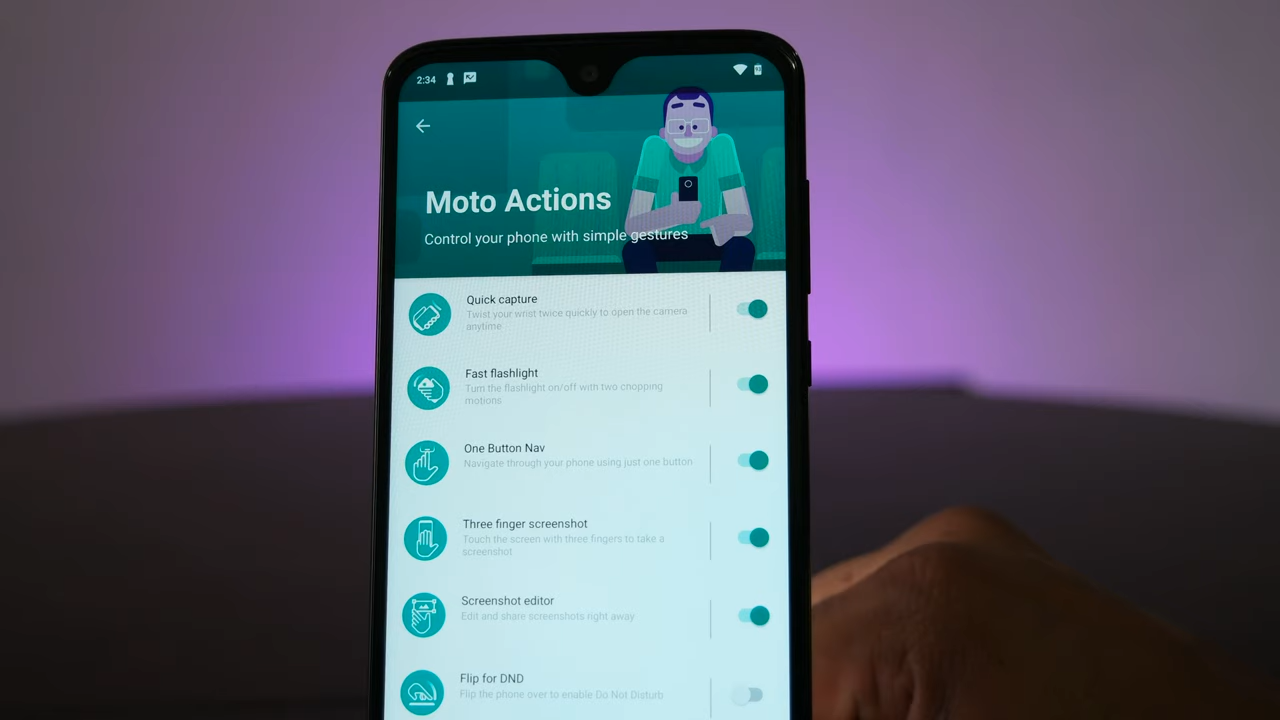 2:34
Moto Actions
Control your phone with simple gestures
Quick capture
Twist your wrist twice quickly to open the camera
anytime
Fast flashlight
Turn the flashlight on/off with two chopping
motions
One Button Nav
Navigate through your phone using just one button
Three finger screenshot
Touch the screen with three fingers to take a
screenshot
Screenshot editor
Edit and share screenshots right away
Flip for DND
Flip the phone over to enable Do Not Disturb